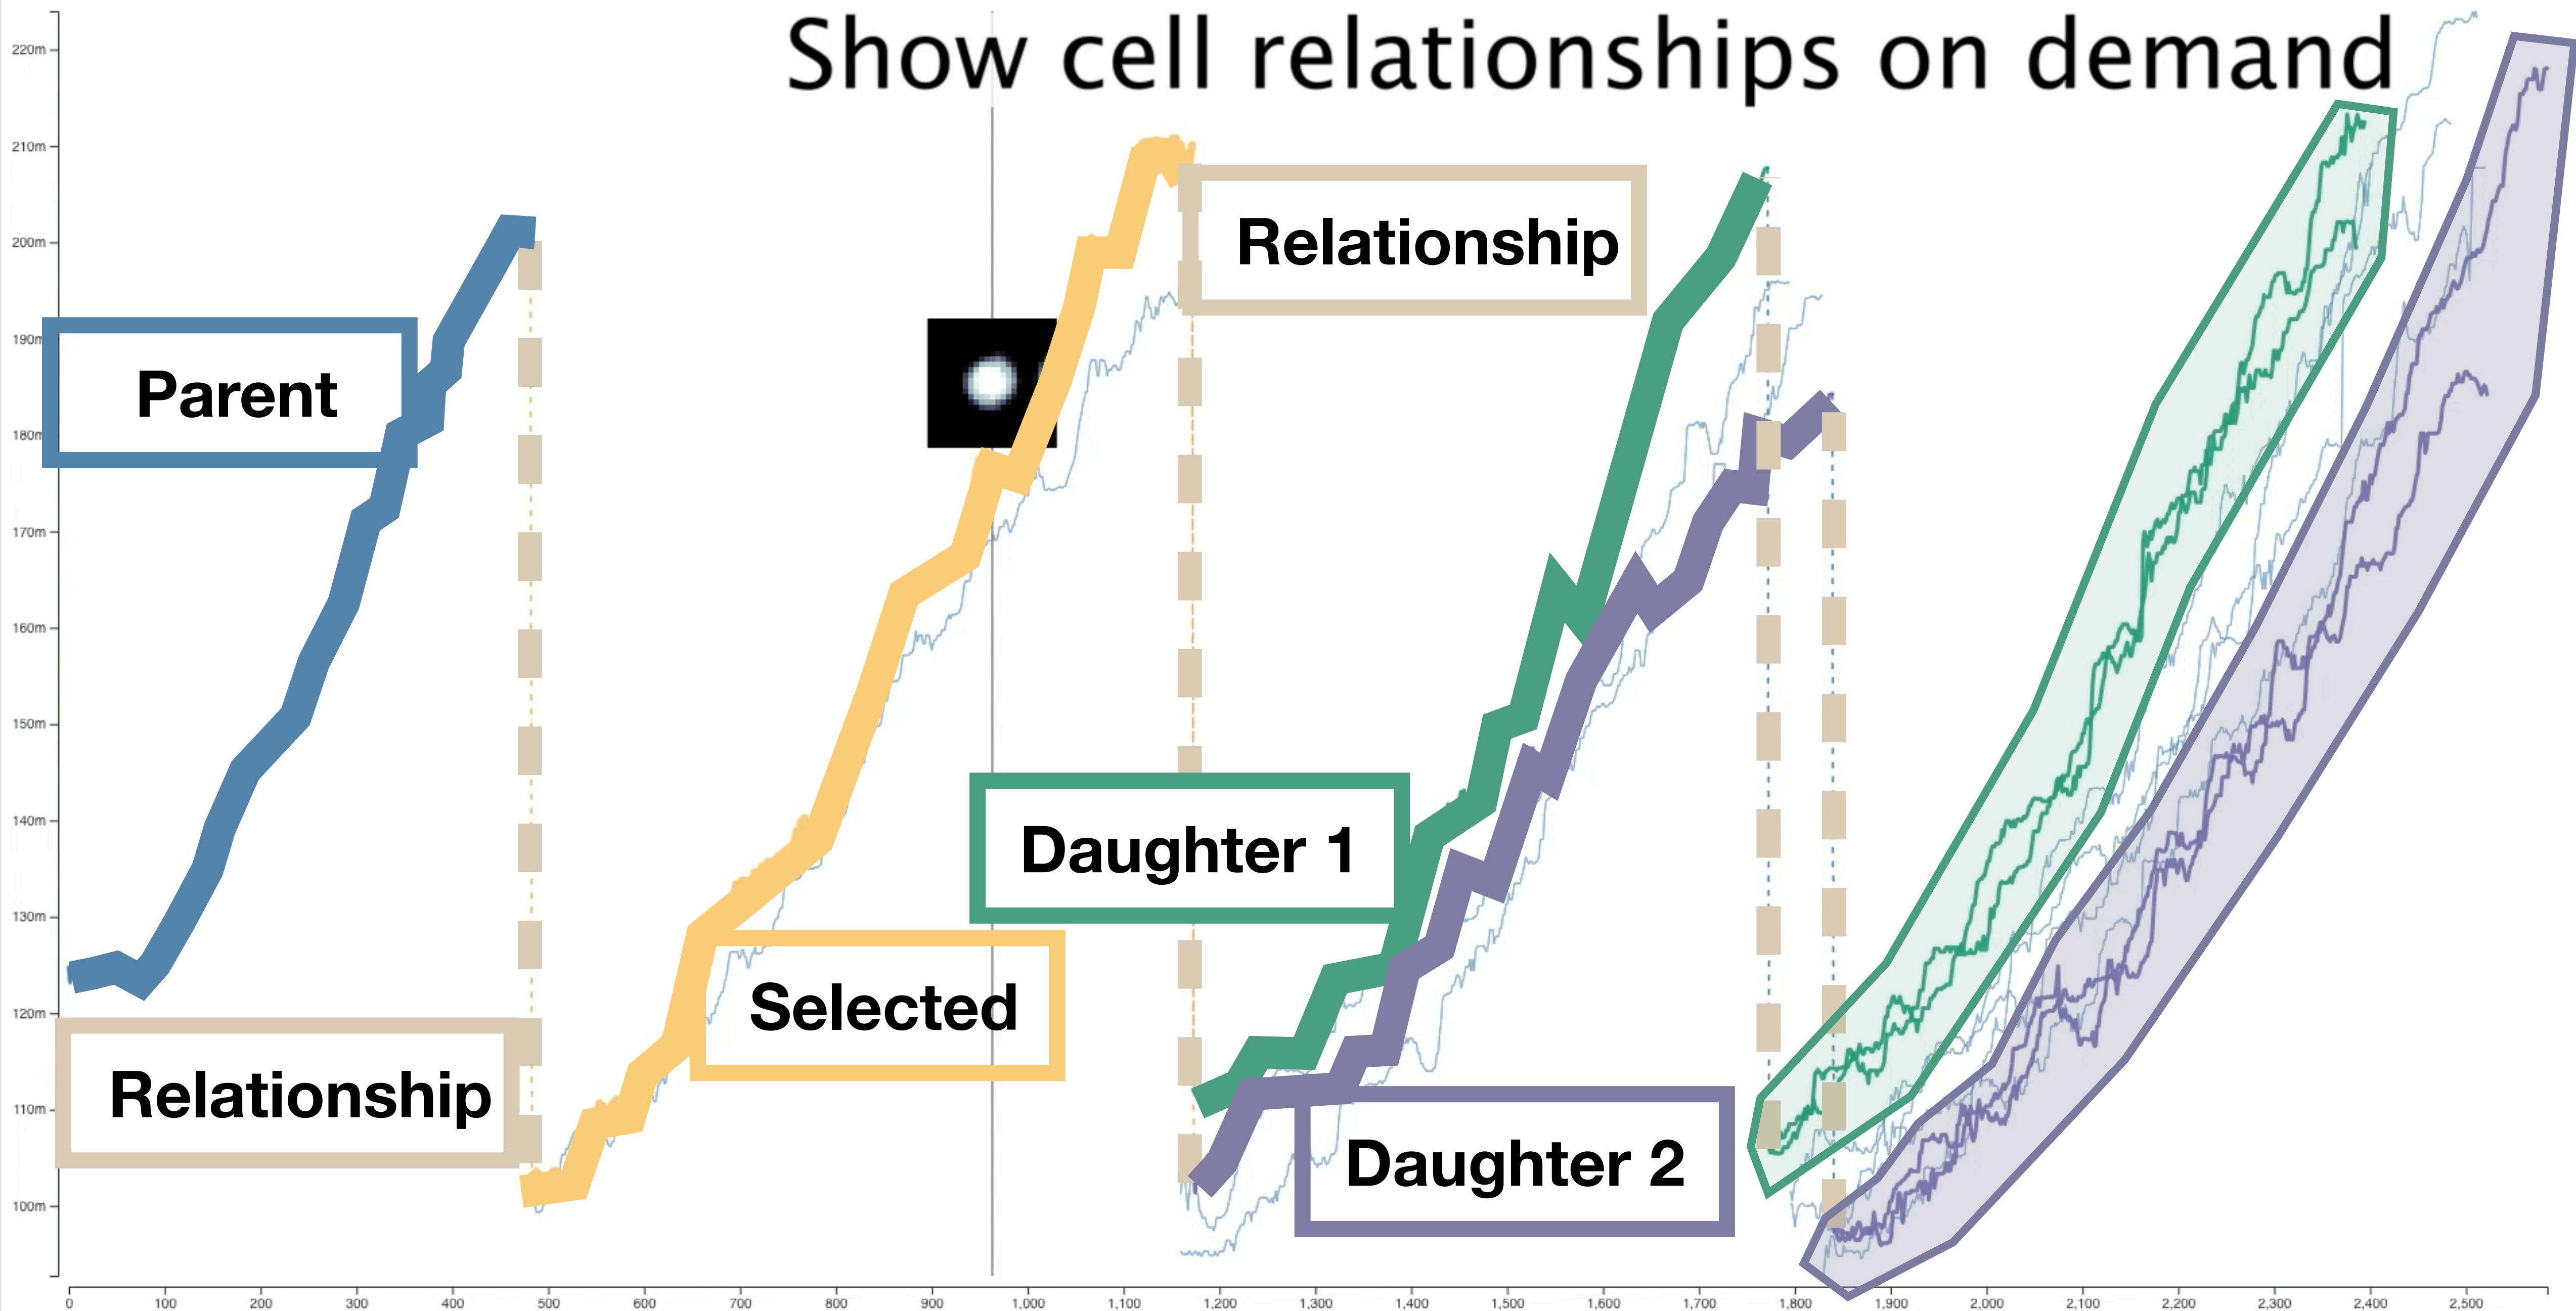 Show cell relationships on demand
220m
210m
200m
190m
180m
170m
160m
150m
140m
130m
120m
110m
100m
Parent
Relationship
Relationship
Daughter 1
Selected
Daughter 2
0 100 200 300 400 500 600 700 800 900 1,000 1,100 1,200 1,300 1,400 1,500 1,600 1,700 1,800 1,900 2,000 2,100 2,200 2,300 2,400 2,500